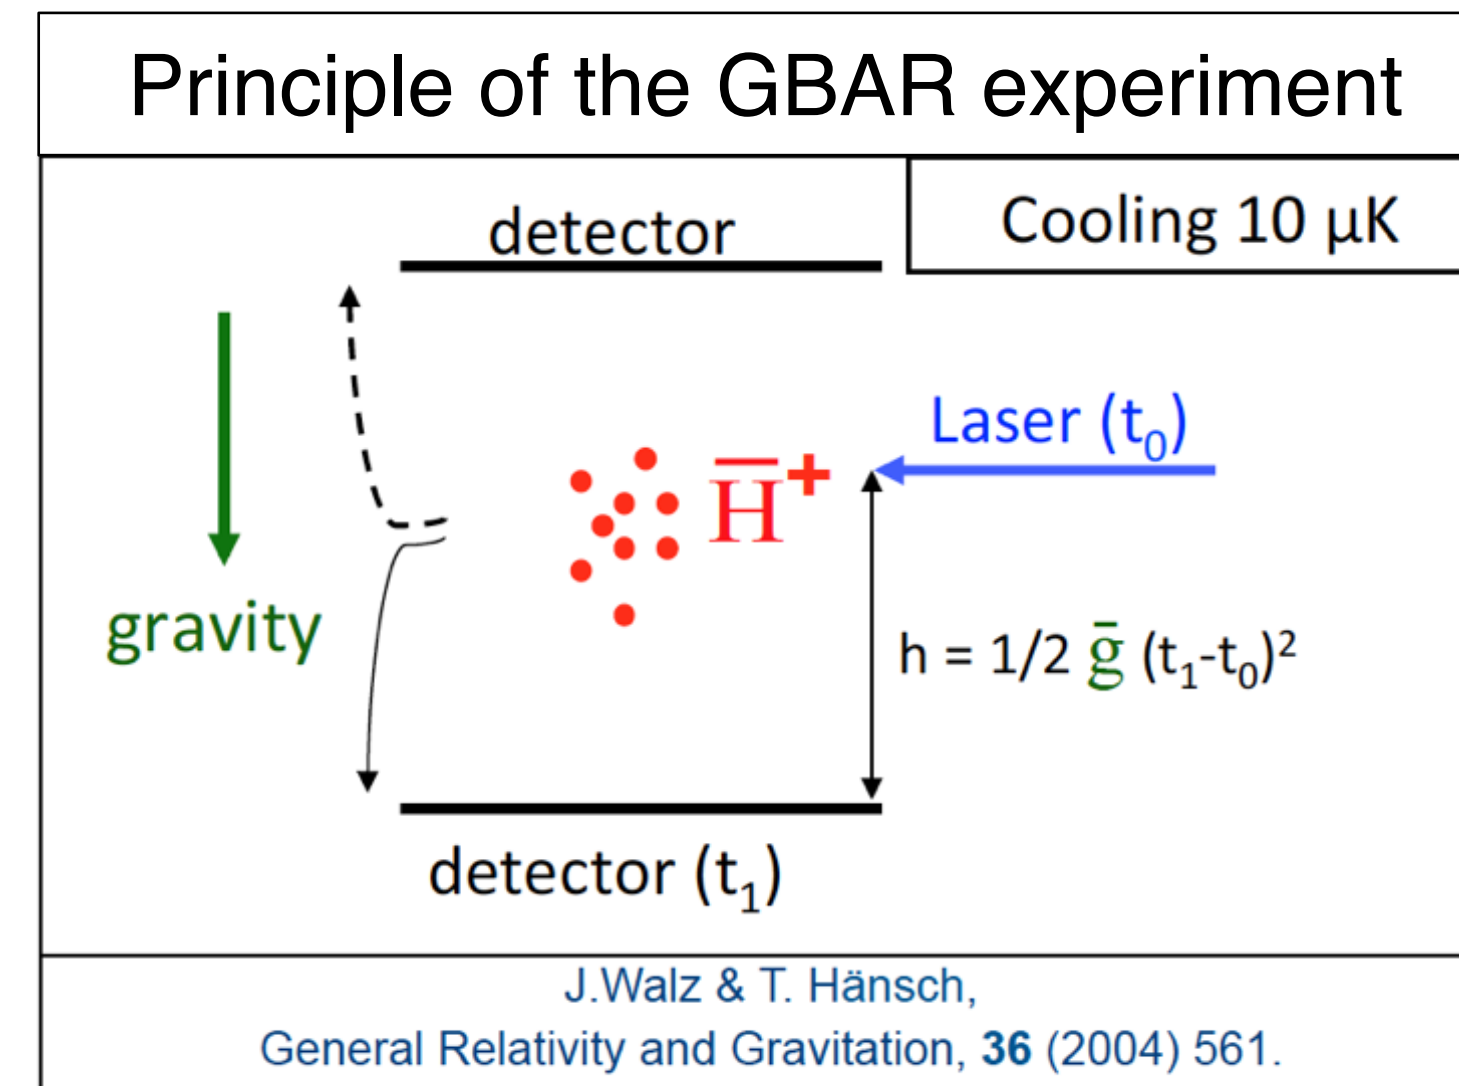 Principle of the GBAR experiment
detector
Cooling 10 μK
Laser (t₀)
H̅⁺
gravity
h = 1/2 g̅ (t₁-t₀)²
detector (t₁)
J.Walz & T. Hänsch,
General Relativity and Gravitation, 36 (2004) 561.